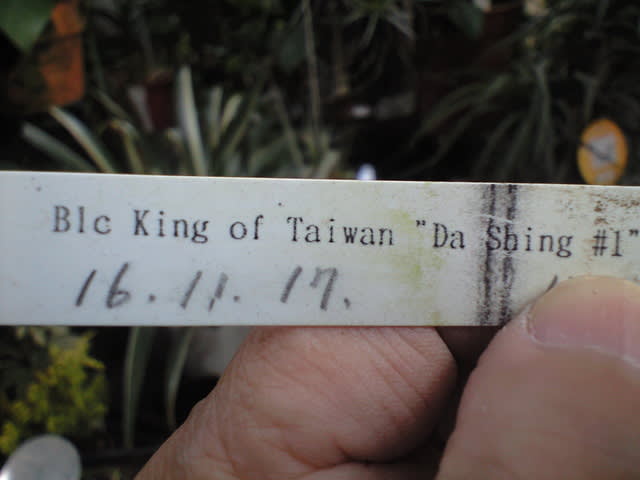 Blc King of Taiwan "Da Shing #1"
16.11.17.